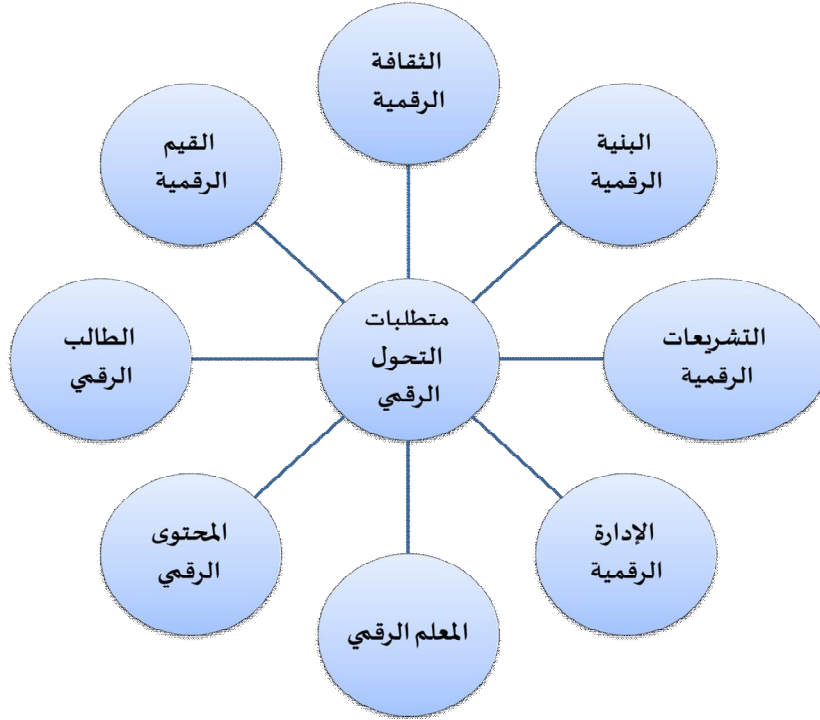 الثقافة
الرقمية
البنية
الرقمية
التشريعات
الرقمية
الإدارة
الرقمية
المعلم الرقمي
المحتوى
الرقمي
الطالب
الرقمي
القيم
الرقمية
متطلبات
التحول
الرقمي